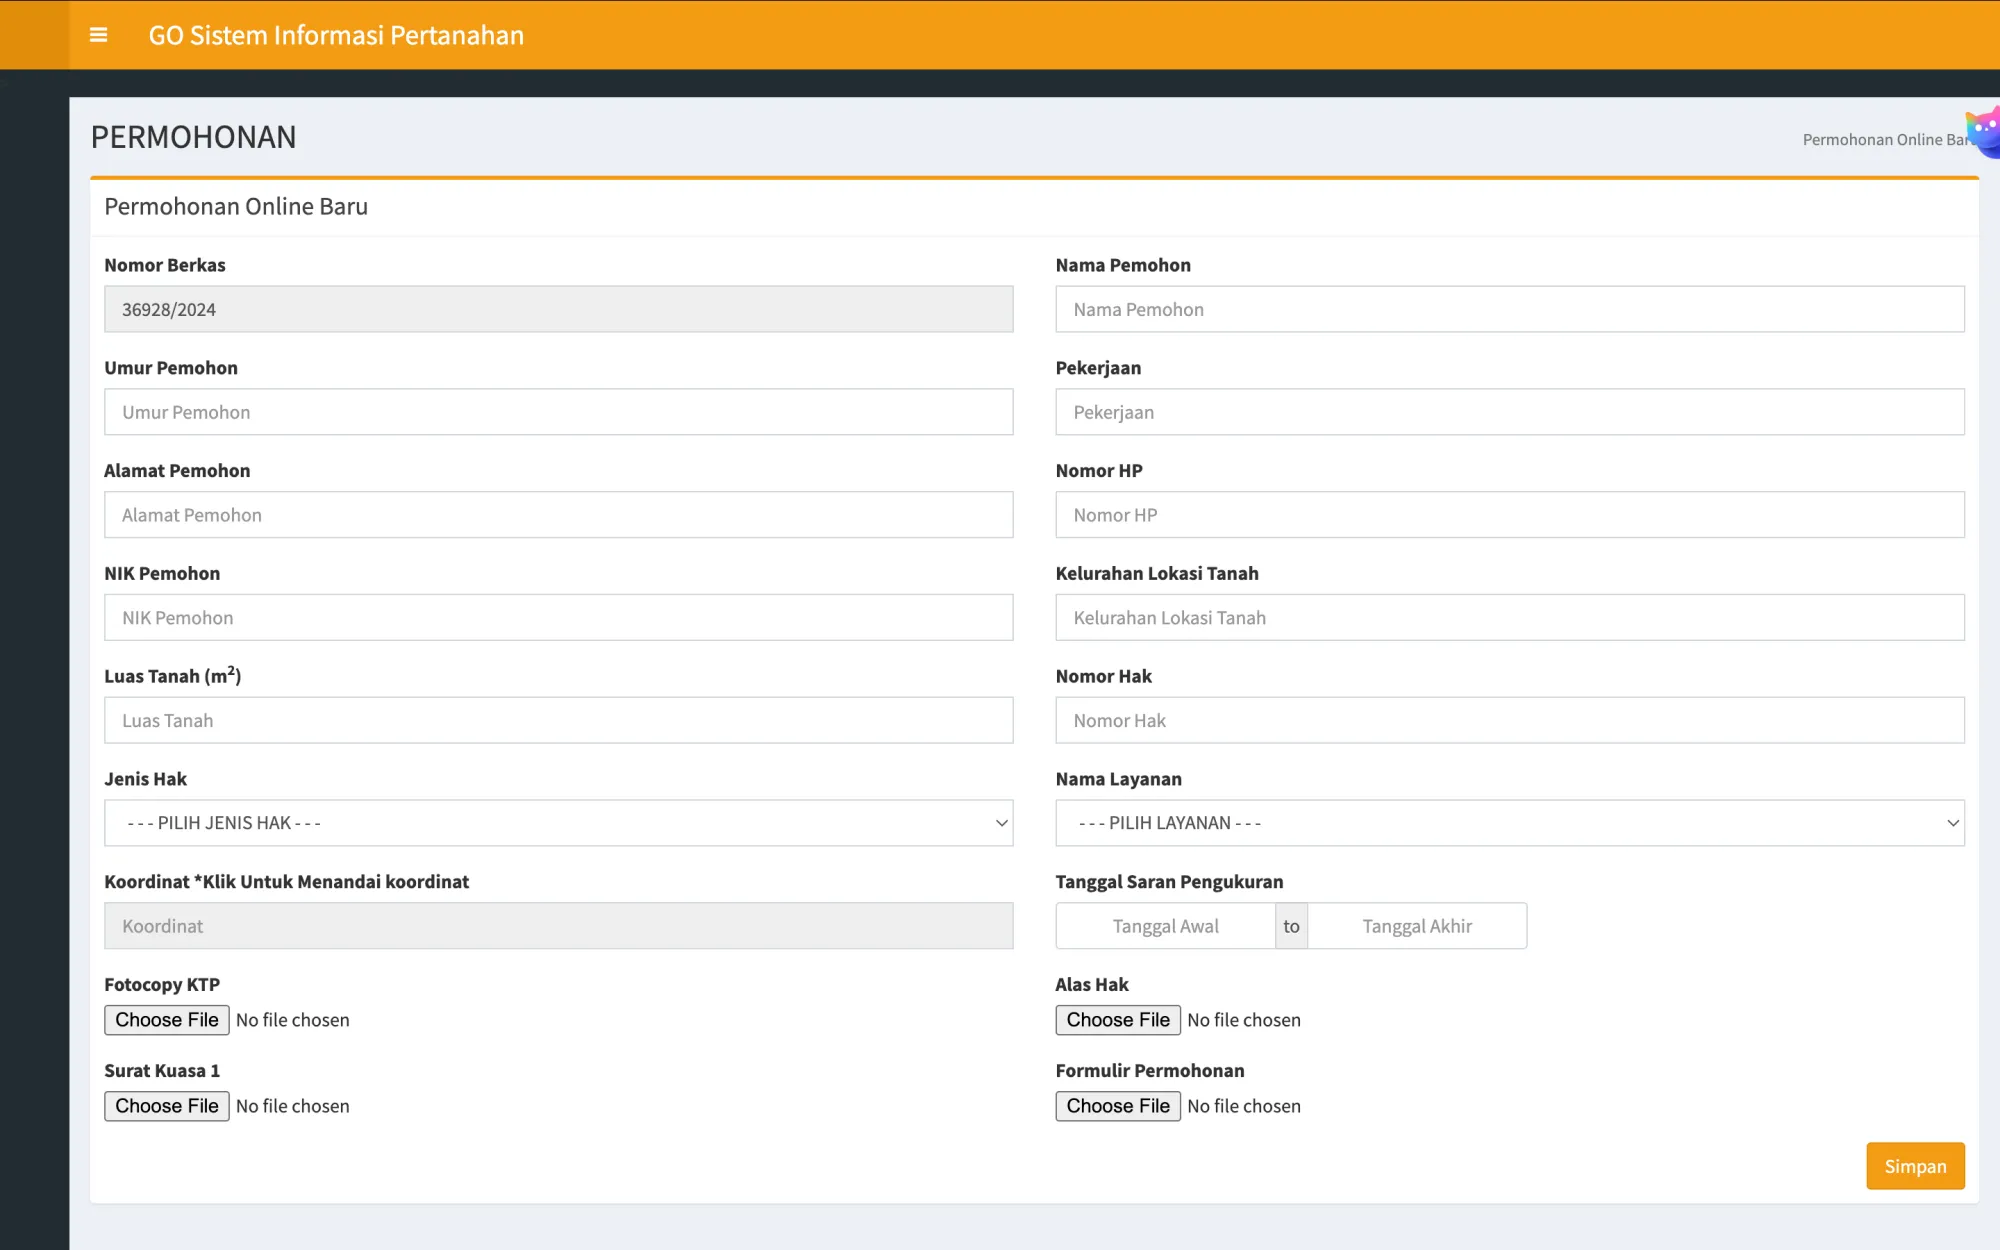 GO Sistem Informasi Pertanahan
PERMOHONAN
Permohonan Online
Permohonan Online Baru
Nomor Berkas
Nama Pemohon
36928/2024
Nama Pemohon
Umur Pemohon
Pekerjaan
Umur Pemohon
Pekerjaan
Alamat Pemohon
Nomor HP
Alamat Pemohon
Nomor HP
NIK Pemohon
Kelurahan Lokasi Tanah
NIK Pemohon
Kelurahan Lokasi Tanah
Luas Tanah (m²)
Nomor Hak
Luas Tanah
Nomor Hak
Jenis Hak
Nama Layanan
- - - PILIH JENIS HAK - - -
- - - PILIH LAYANAN - - -
Koordinat *Klik Untuk Menandai koordinat
Tanggal Saran Pengukuran
Koordinat
Tanggal Awal to Tanggal Akhir
Fotocopy KTP
Alas Hak
Choose File No file chosen
Choose File No file chosen
Surat Kuasa 1
Formulir Permohonan
Choose File No file chosen
Choose File No file chosen
Simpan